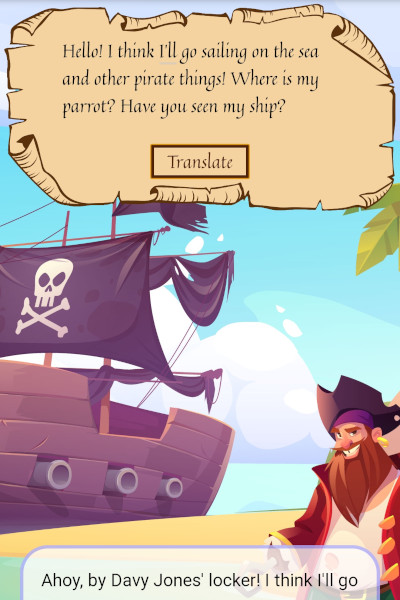 Hello! I think I'll go sailing on the sea
and other pirate things! Where is my
parrot? Have you seen my ship?
Translate
Ahoy, by Davy Jones' locker! I think I'll go